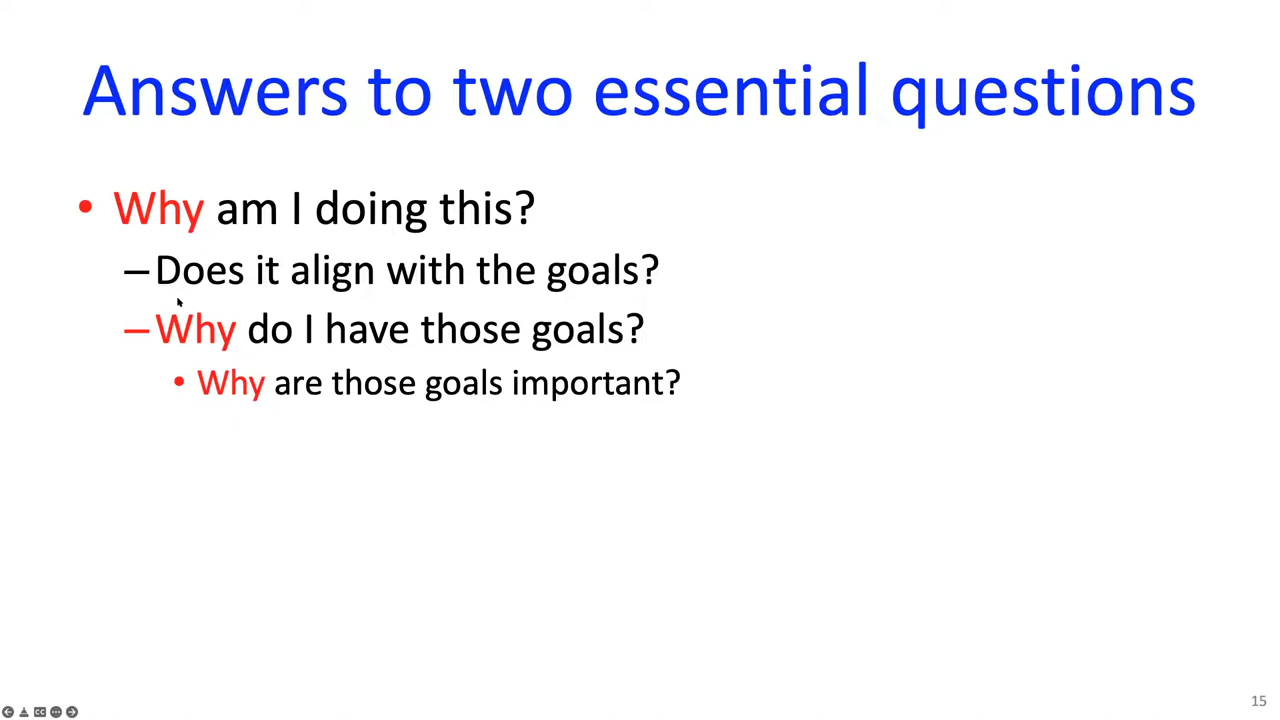 Answers to two essential questions
• Why am I doing this?
– Does it align with the goals?
– Why do I have those goals?
• Why are those goals important?
15